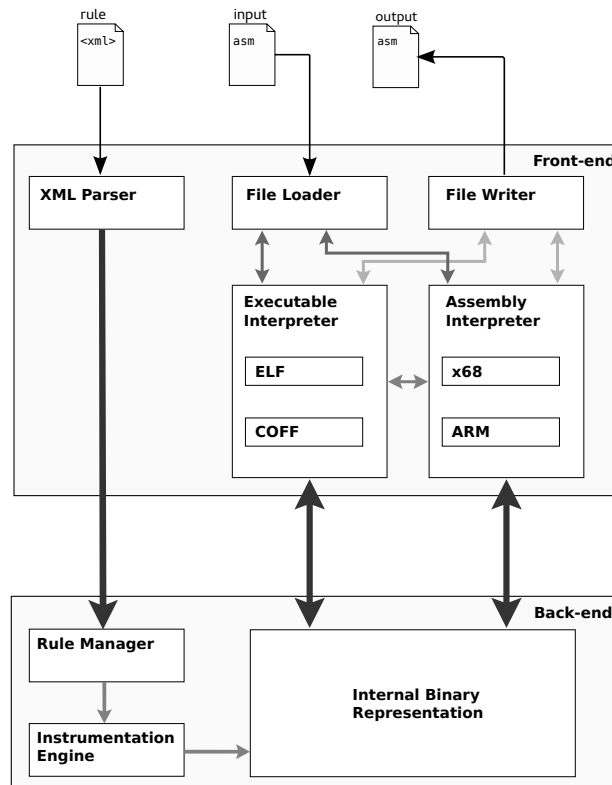 rule
input
output
<xml>
asm
asm
Front-end
XML Parser
File Loader
File Writer
Executable
Interpreter
Assembly
Interpreter
ELF
x68
COFF
ARM
Back-end
Rule Manager
Internal Binary
Representation
Instrumentation
Engine